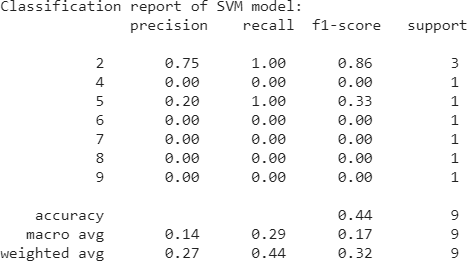 Classification report of SVM model:
precision recall f1-score support
2 0.75 1.00 0.86 3
4 0.00 0.00 0.00 1
5 0.20 1.00 0.33 1
6 0.00 0.00 0.00 1
7 0.00 0.00 0.00 1
8 0.00 0.00 0.00 1
9 0.00 0.00 0.00 1
accuracy 0.44 9
macro avg 0.14 0.29 0.17 9
weighted avg 0.27 0.44 0.32 9